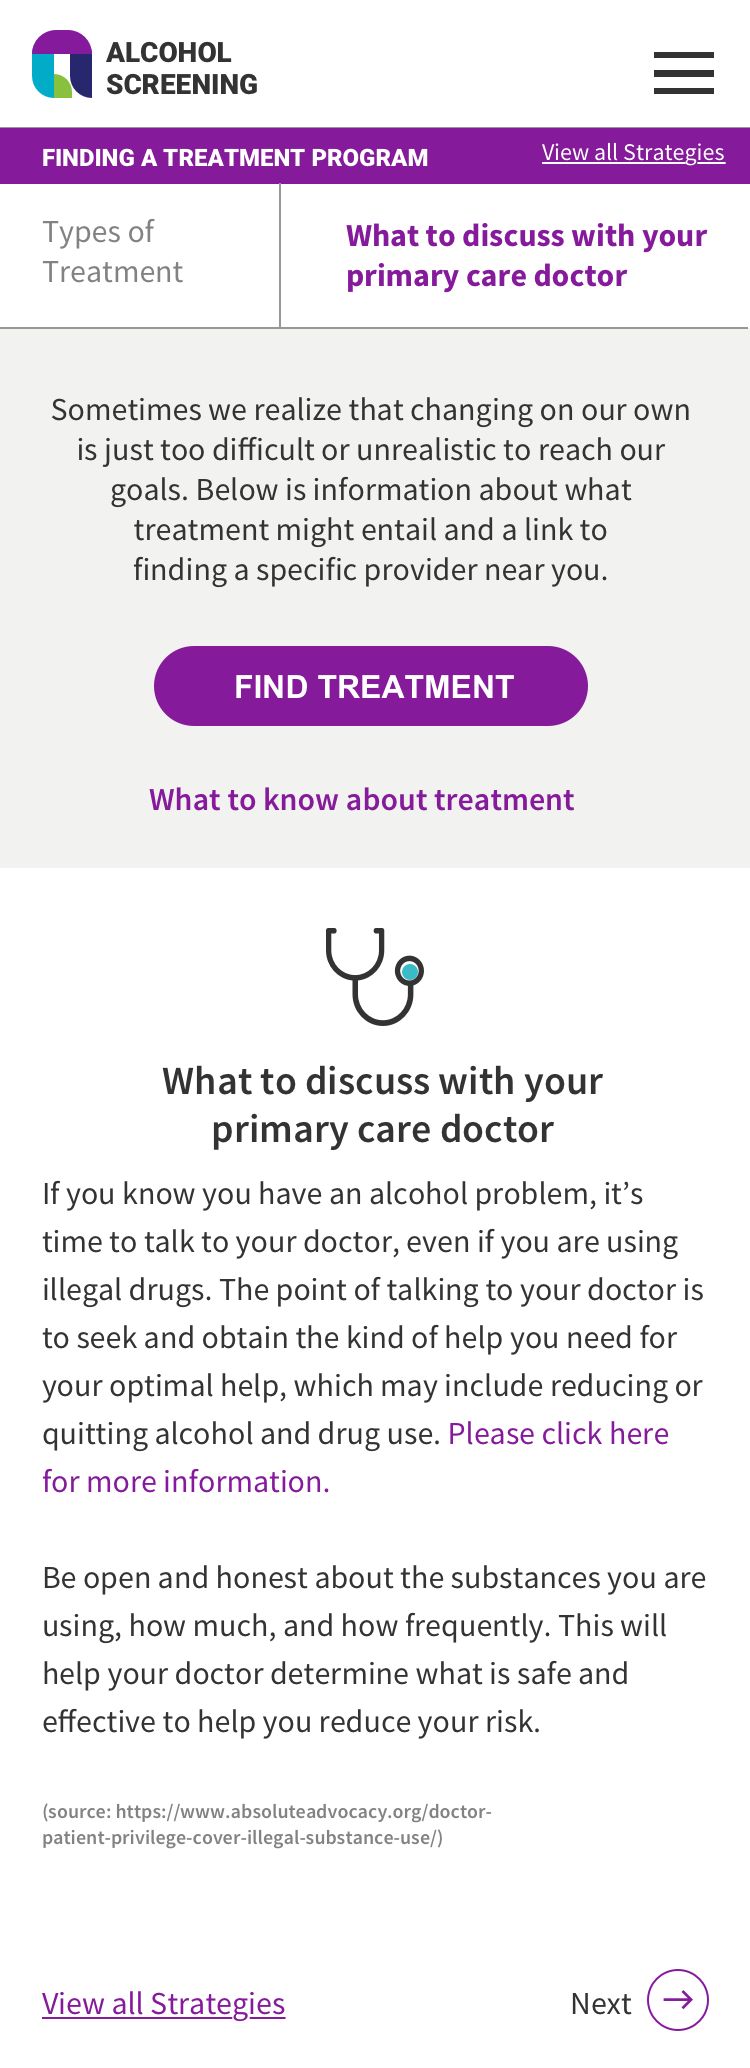 ALCOHOL
SCREENING
FINDING A TREATMENT PROGRAM
View all Strategies
Types of
Treatment
What to discuss with your
primary care doctor
Sometimes we realize that changing on our own
is just too difficult or unrealistic to reach our
goals. Below is information about what
treatment might entail and a link to
finding a specific provider near you.
FIND TREATMENT
What to know about treatment
What to discuss with your
primary care doctor
If you know you have an alcohol problem, it’s
time to talk to your doctor, even if you are using
illegal drugs. The point of talking to your doctor is
to seek and obtain the kind of help you need for
your optimal help, which may include reducing or
quitting alcohol and drug use. Please click here
for more information.
Be open and honest about the substances you are
using, how much, and how frequently. This will
help your doctor determine what is safe and
effective to help you reduce your risk.
(source: https://www.absoluteadvocacy.org/doctor-
patient-privilege-cover-illegal-substance-use/)
View all Strategies
Next